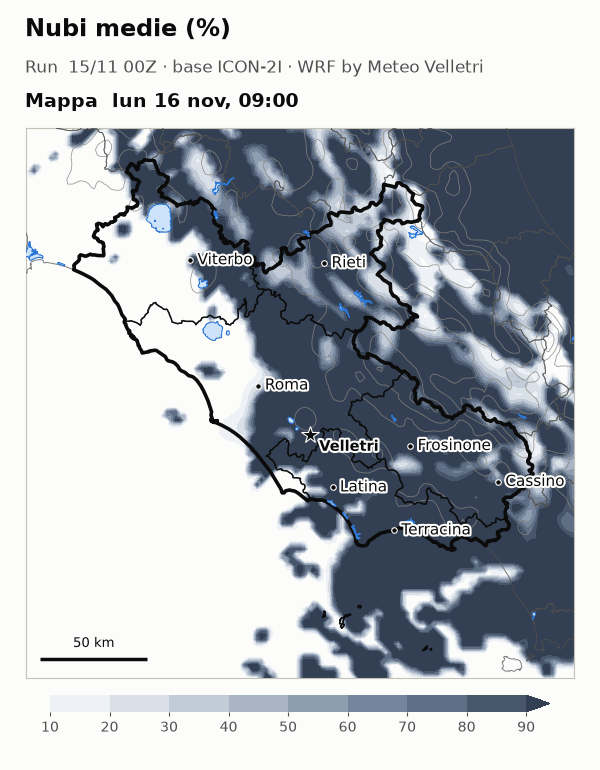 Nubi medie (%)
Run  15/11 00Z · base ICON-2I · WRF by Meteo Velletri
Mappa  lun 16 nov, 09:00
Viterbo
Rieti
Roma
Velletri
Frosinone
Latina
Cassino
Terracina
50 km
10 20 30 40 50 60 70 80 90